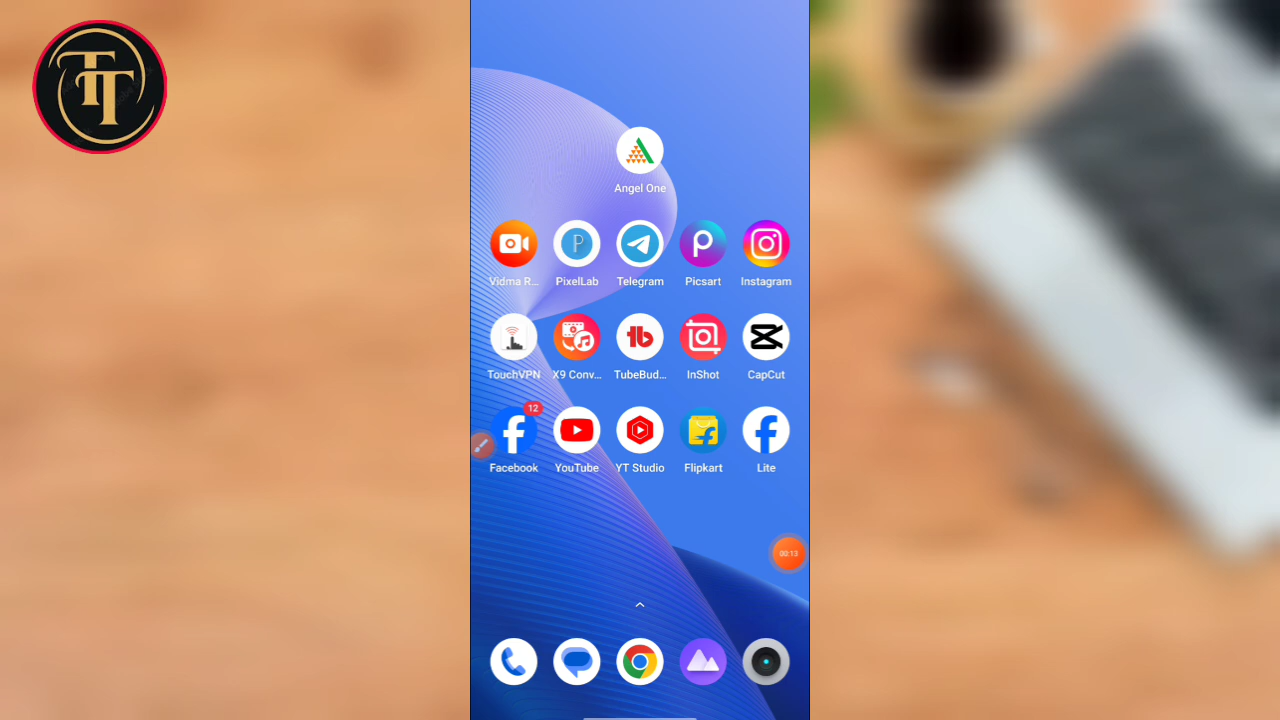 TT
Angel One
Vidma R... PixelLab Telegram Picsart Instagram
TouchVPN X9 Conv... TubeBud... InShot CapCut
12
Facebook YouTube YT Studio Flipkart Lite
00:13